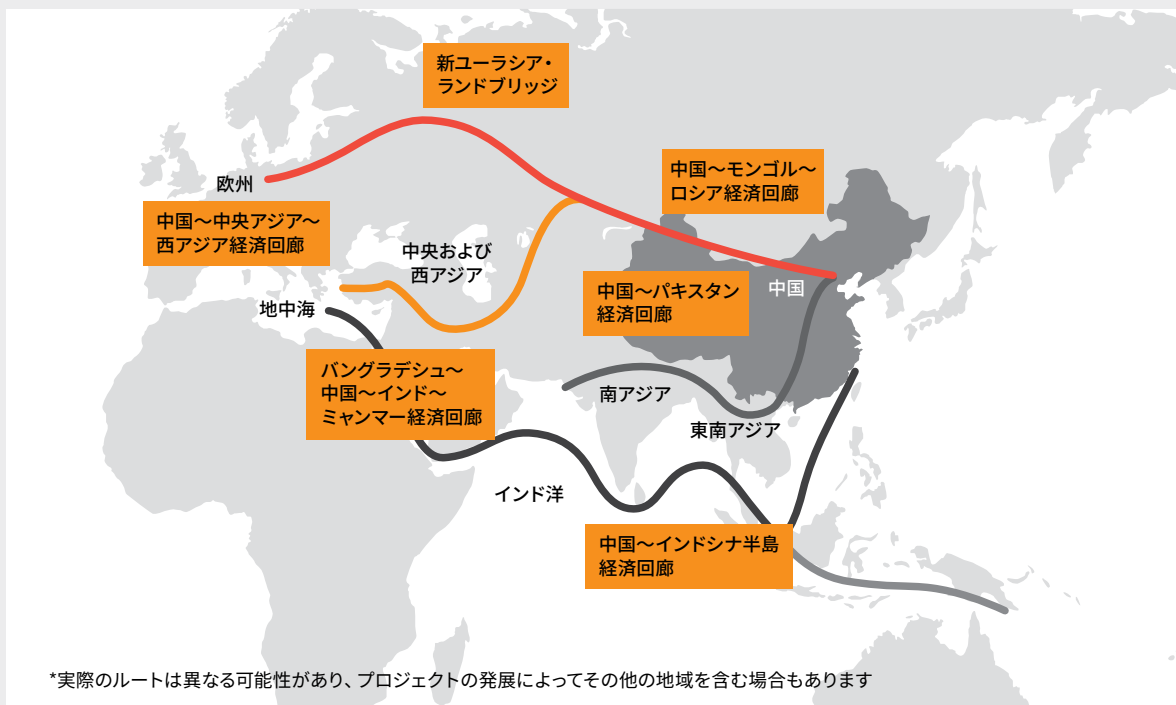 新ユーラシア・
ランドブリッジ
中国〜モンゴル〜
ロシア経済回廊
欧州
中国〜中央アジア〜
西アジア経済回廊
中央および
西アジア
中国〜パキスタン
経済回廊
中国
地中海
バングラデシュ〜
中国〜インド〜
ミャンマー経済回廊
南アジア
東南アジア
インド洋
中国〜インドシナ半島
経済回廊
*実際のルートは異なる可能性があり、プロジェクトの発展によってその他の地域を含む場合もあります